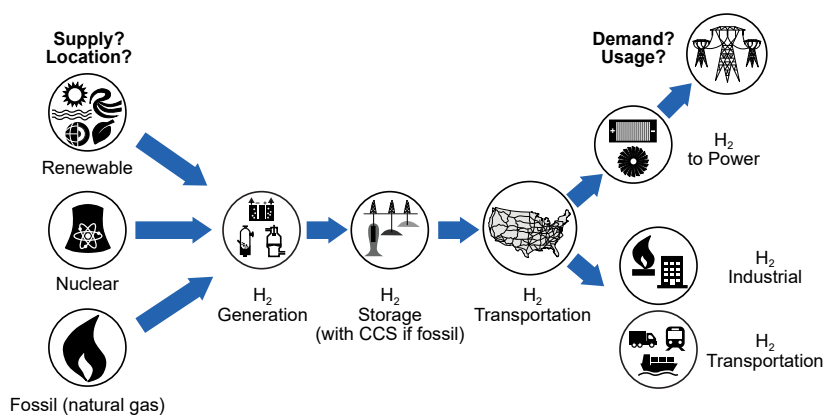 Supply?
Location?
Renewable
Nuclear
Fossil (natural gas)
H₂
Generation
H₂
Storage
(with CCS if fossil)
H₂
Transportation
Demand?
Usage?
+ -
H₂
to Power
H₂
Industrial
H₂
Transportation